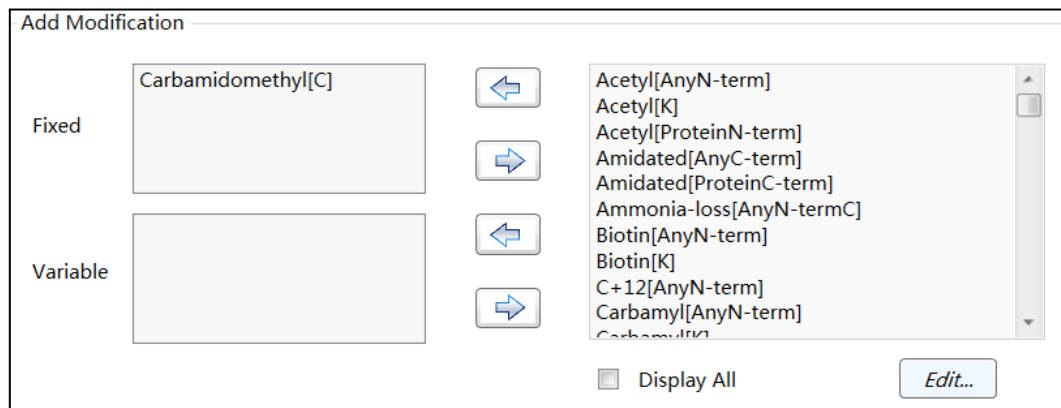 Add Modification
Fixed
Carbamidomethyl[C]
Variable
Acetyl[AnyN-term]
Acetyl[K]
Acetyl[ProteinN-term]
Amidated[AnyC-term]
Amidated[ProteinC-term]
Ammonia-loss[AnyN-termC]
Biotin[AnyN-term]
Biotin[K]
C+12[AnyN-term]
Carbamyl[AnyN-term]
Carbamyl[K]
Display All
Edit...